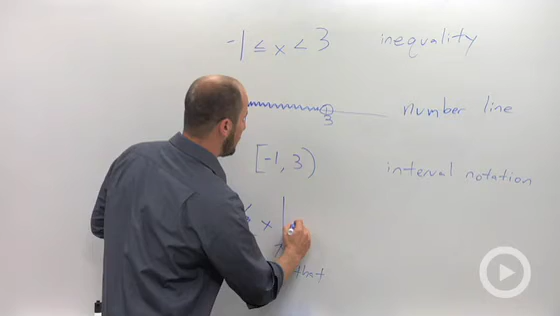 -1 ≤ x < 3 inequality
3 number line
[-1, 3) interval notation
{ x |
that